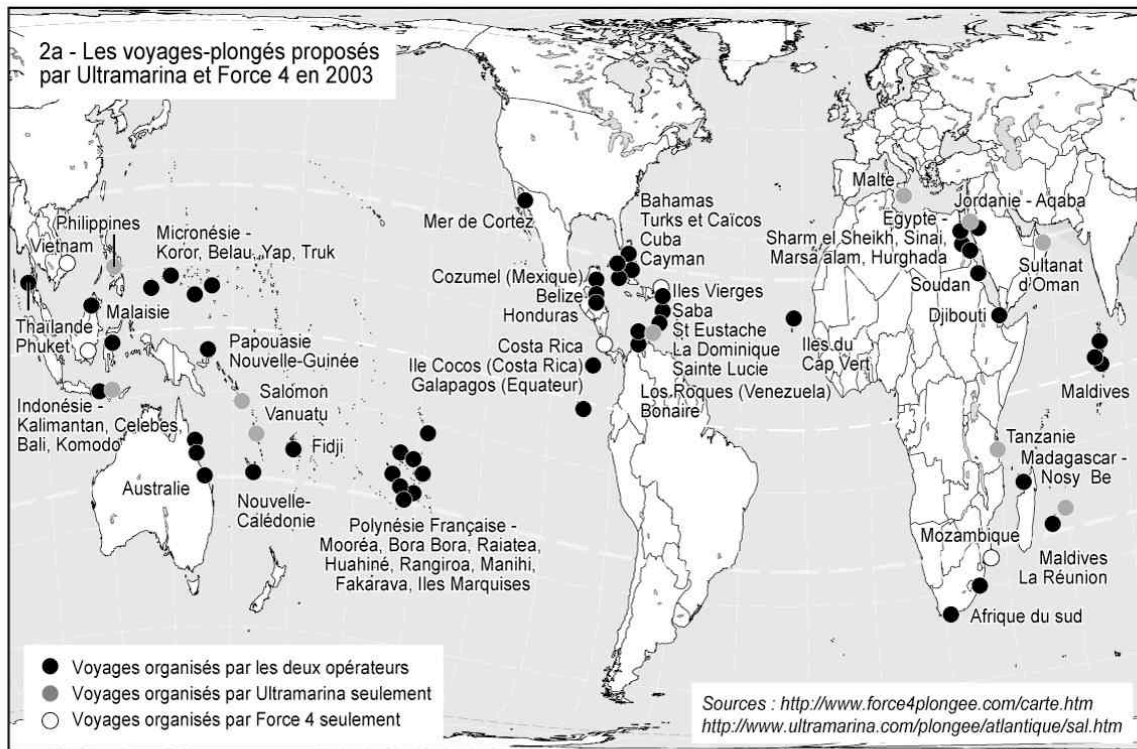 2a - Les voyages-plongés proposés
par Ultramarina et Force 4 en 2003
Philippines
Vietnam
Micronésie -
Koror, Belau, Yap, Truk
Thaïlande
Phuket
Malaisie
Papouasie
Nouvelle-Guinée
Indonésie -
Kalimantan, Celèbes,
Bali, Komodo
Salomon
Vanuatu
Fidji
Australie
Nouvelle-
Calédonie
Polynésie Française -
Mooréa, Bora Bora, Raiatea,
Huahiné, Rangiroa, Manihi,
Fakarava, Iles Marquises
Mer de Cortez
Bahamas
Turks et Caïcos
Cuba
Cayman
Cozumel (Mexique)
Belize
Honduras
Iles Vierges
Saba
St Eustache
La Dominique
Sainte Lucie
Costa Rica
Ile Cocos (Costa Rica)
Galapagos (Equateur)
Los Roques (Venezuela)
Bonaire
Iles du
Cap Vert
Malte
Jordanie - Aqaba
Egypte -
Sharm el Sheikh, Sinai,
Marsa alam, Hurghada
Soudan
Sultanat
d'Oman
Djibouti
Maldives
Tanzanie
Madagascar -
Nosy Be
Mozambique
Maldives
La Réunion
Afrique du sud
Voyages organisés par les deux opérateurs
Voyages organisés par Ultramarina seulement
Voyages organisés par Force 4 seulement
Sources : http://www.force4plongee.com/carte.htm
http://www.ultramarina.com/plongee/atlantique/sal.htm